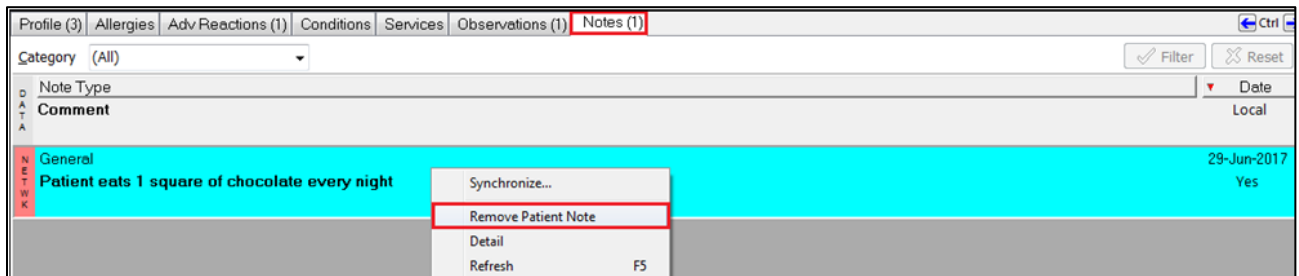 Profile (3) Allergies Adv Reactions (1) Conditions Services Observations (1) Notes (1) Ctrl
Category (All) Filter Reset
DATA Note Type Date
Comment Local
NETWK General 29-Jun-2017
Patient eats 1 square of chocolate every night Yes
Synchronize...
Remove Patient Note
Detail
Refresh F5